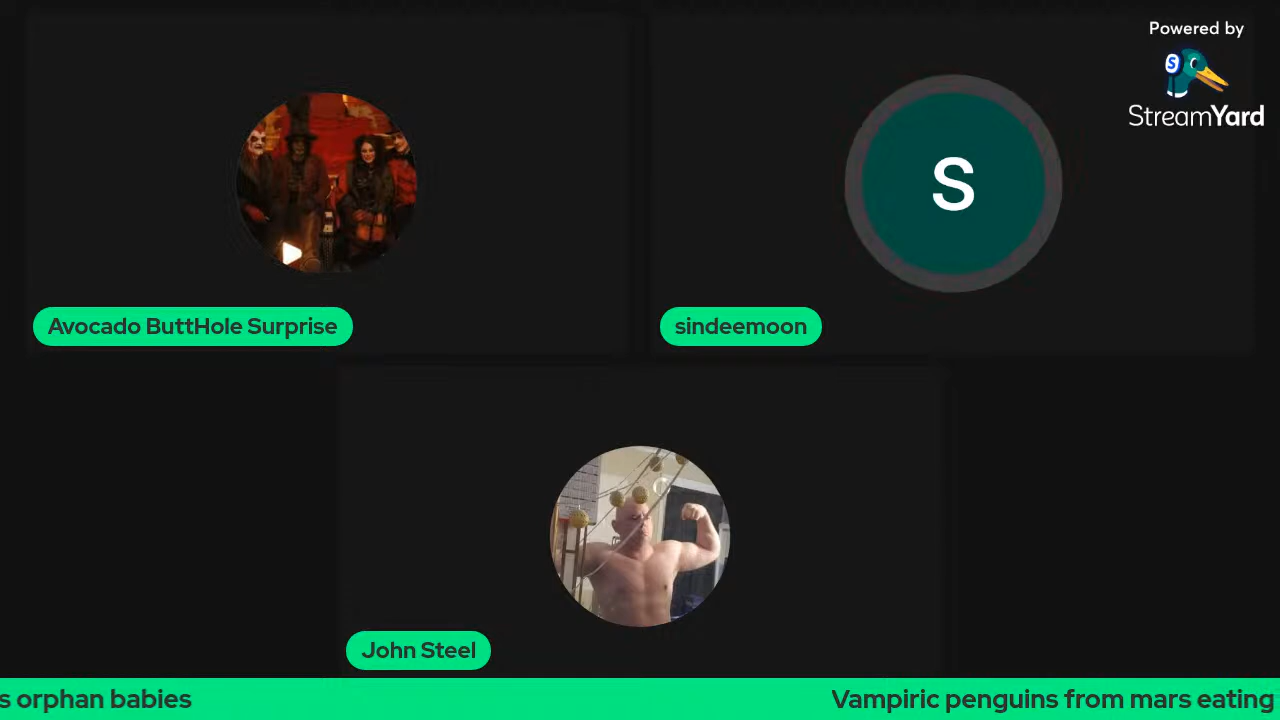 Powered by
StreamYard
S
Avocado ButtHole Surprise
sindeemoon
John Steel
s orphan babies
Vampiric penguins from mars eating